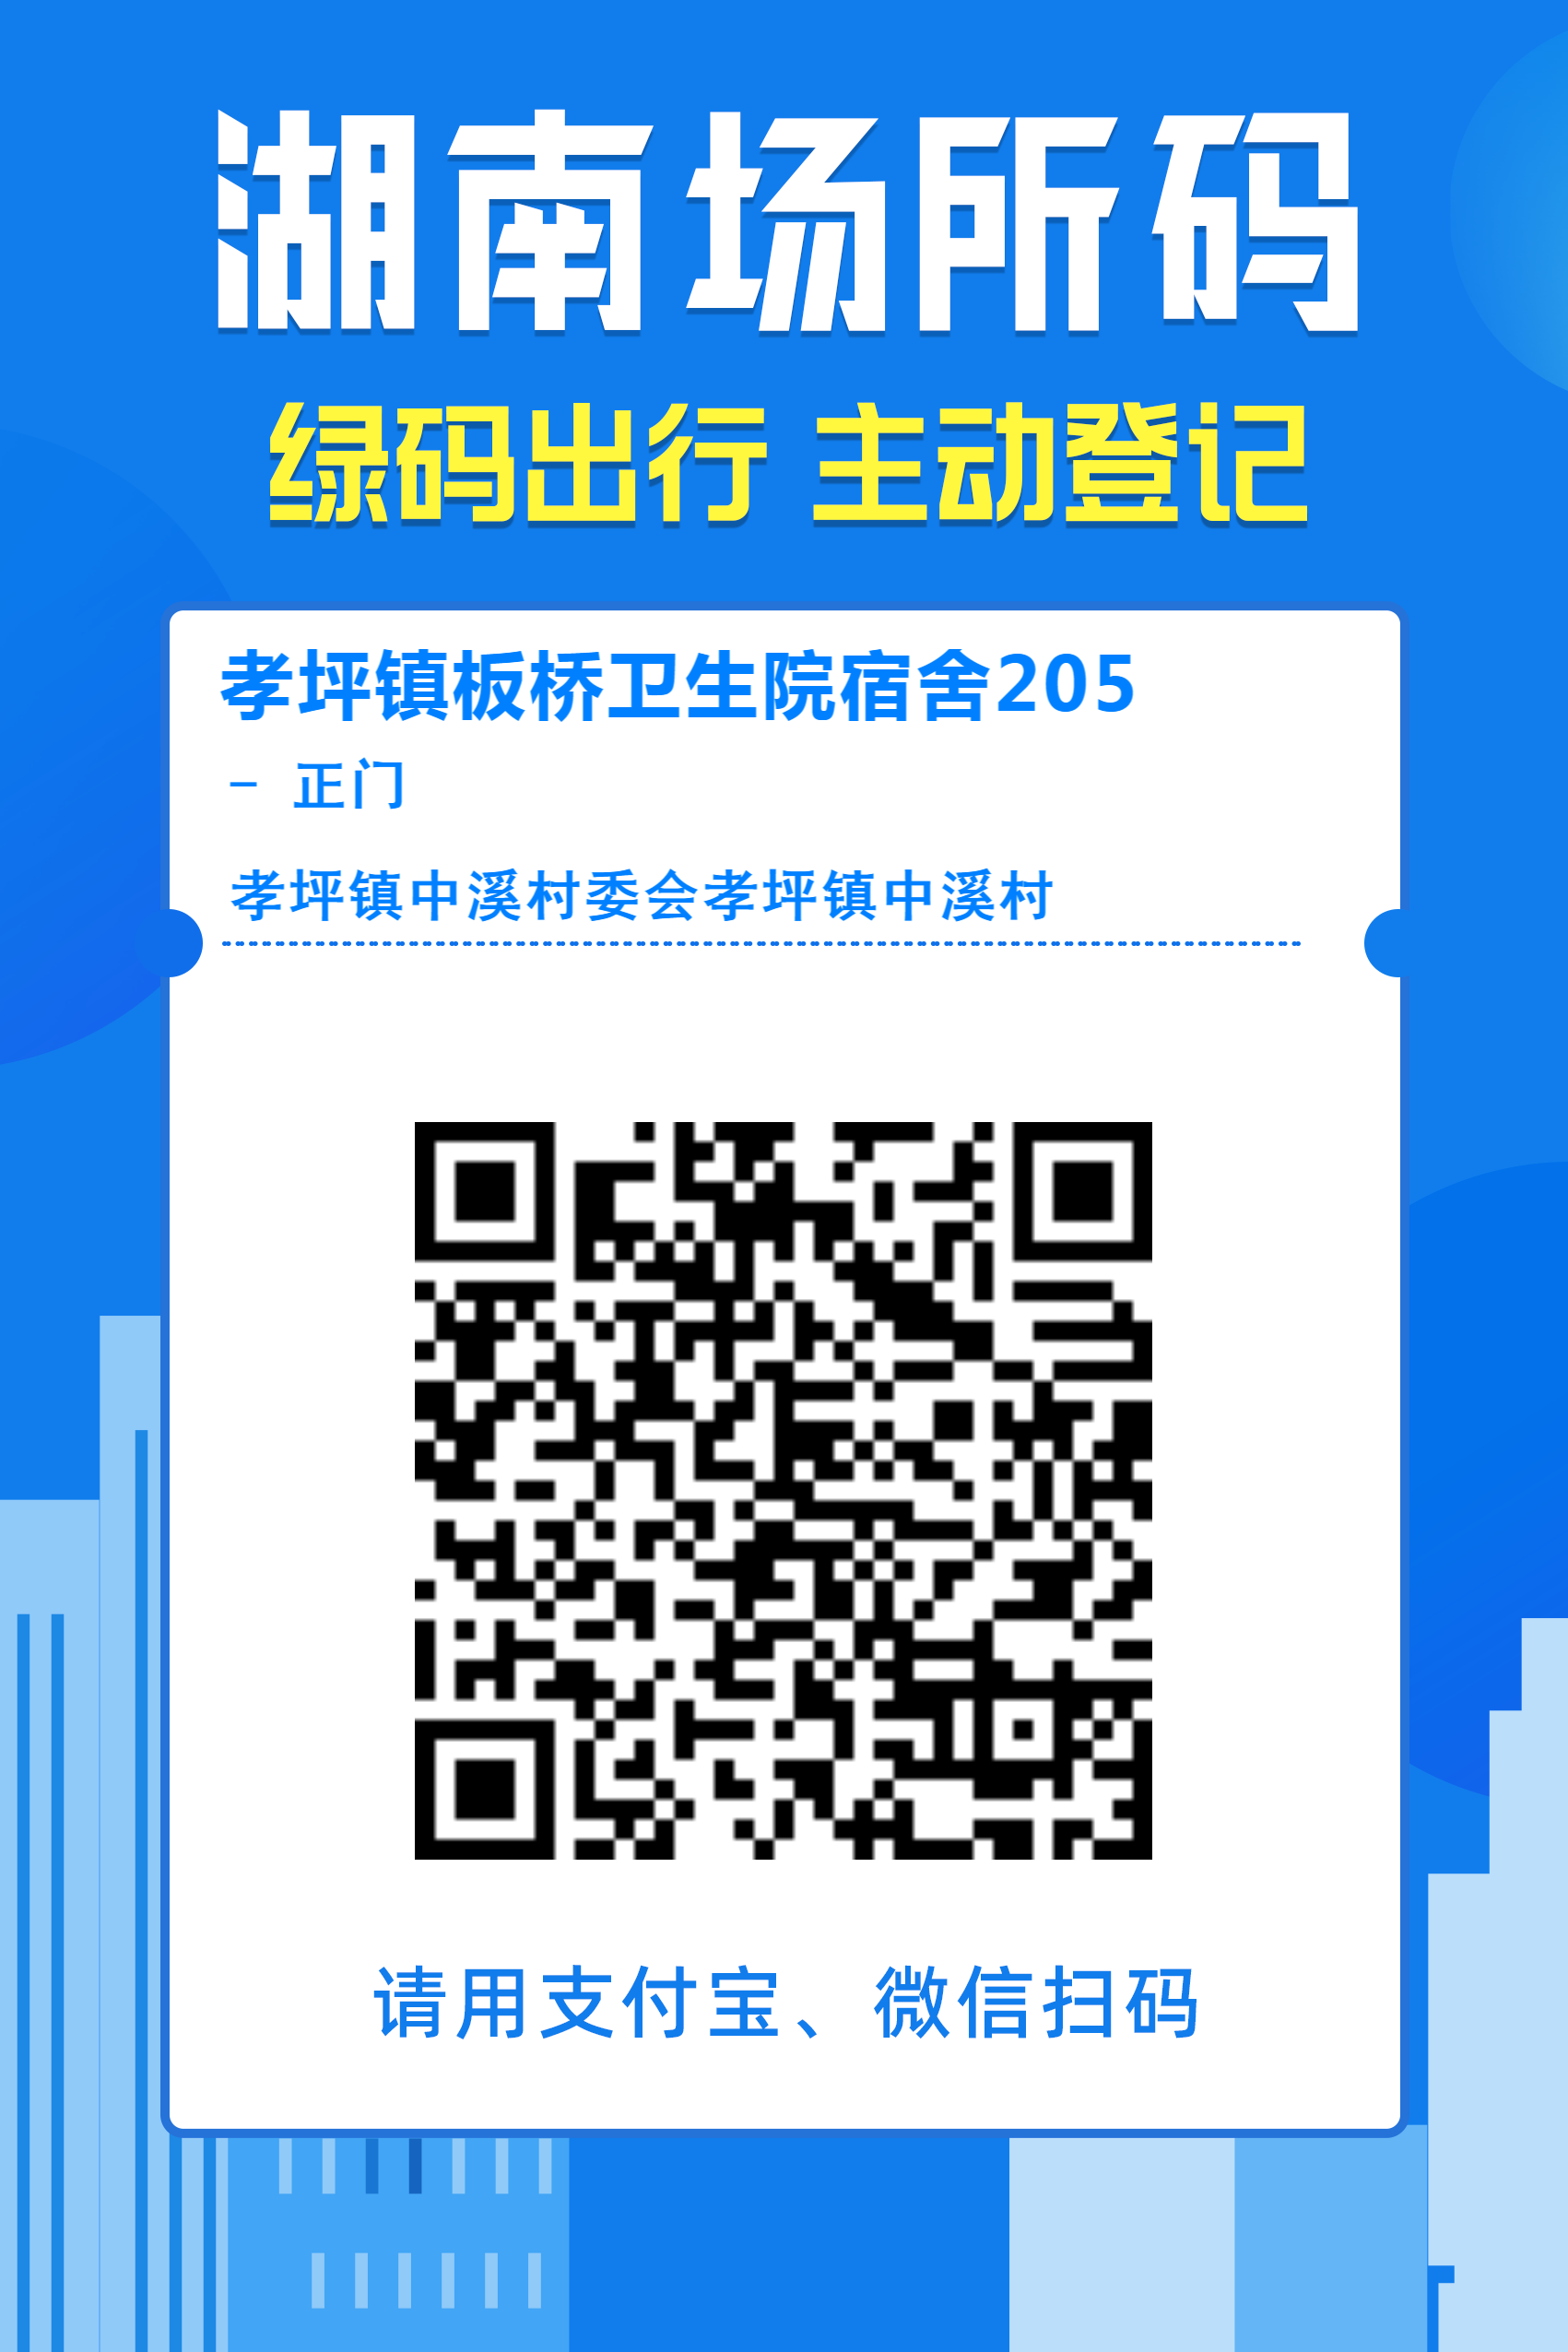 湖南场所码
绿码出行 主动登记
孝坪镇板桥卫生院宿舍205
– 正门
孝坪镇中溪村委会孝坪镇中溪村
请用支付宝、微信扫码